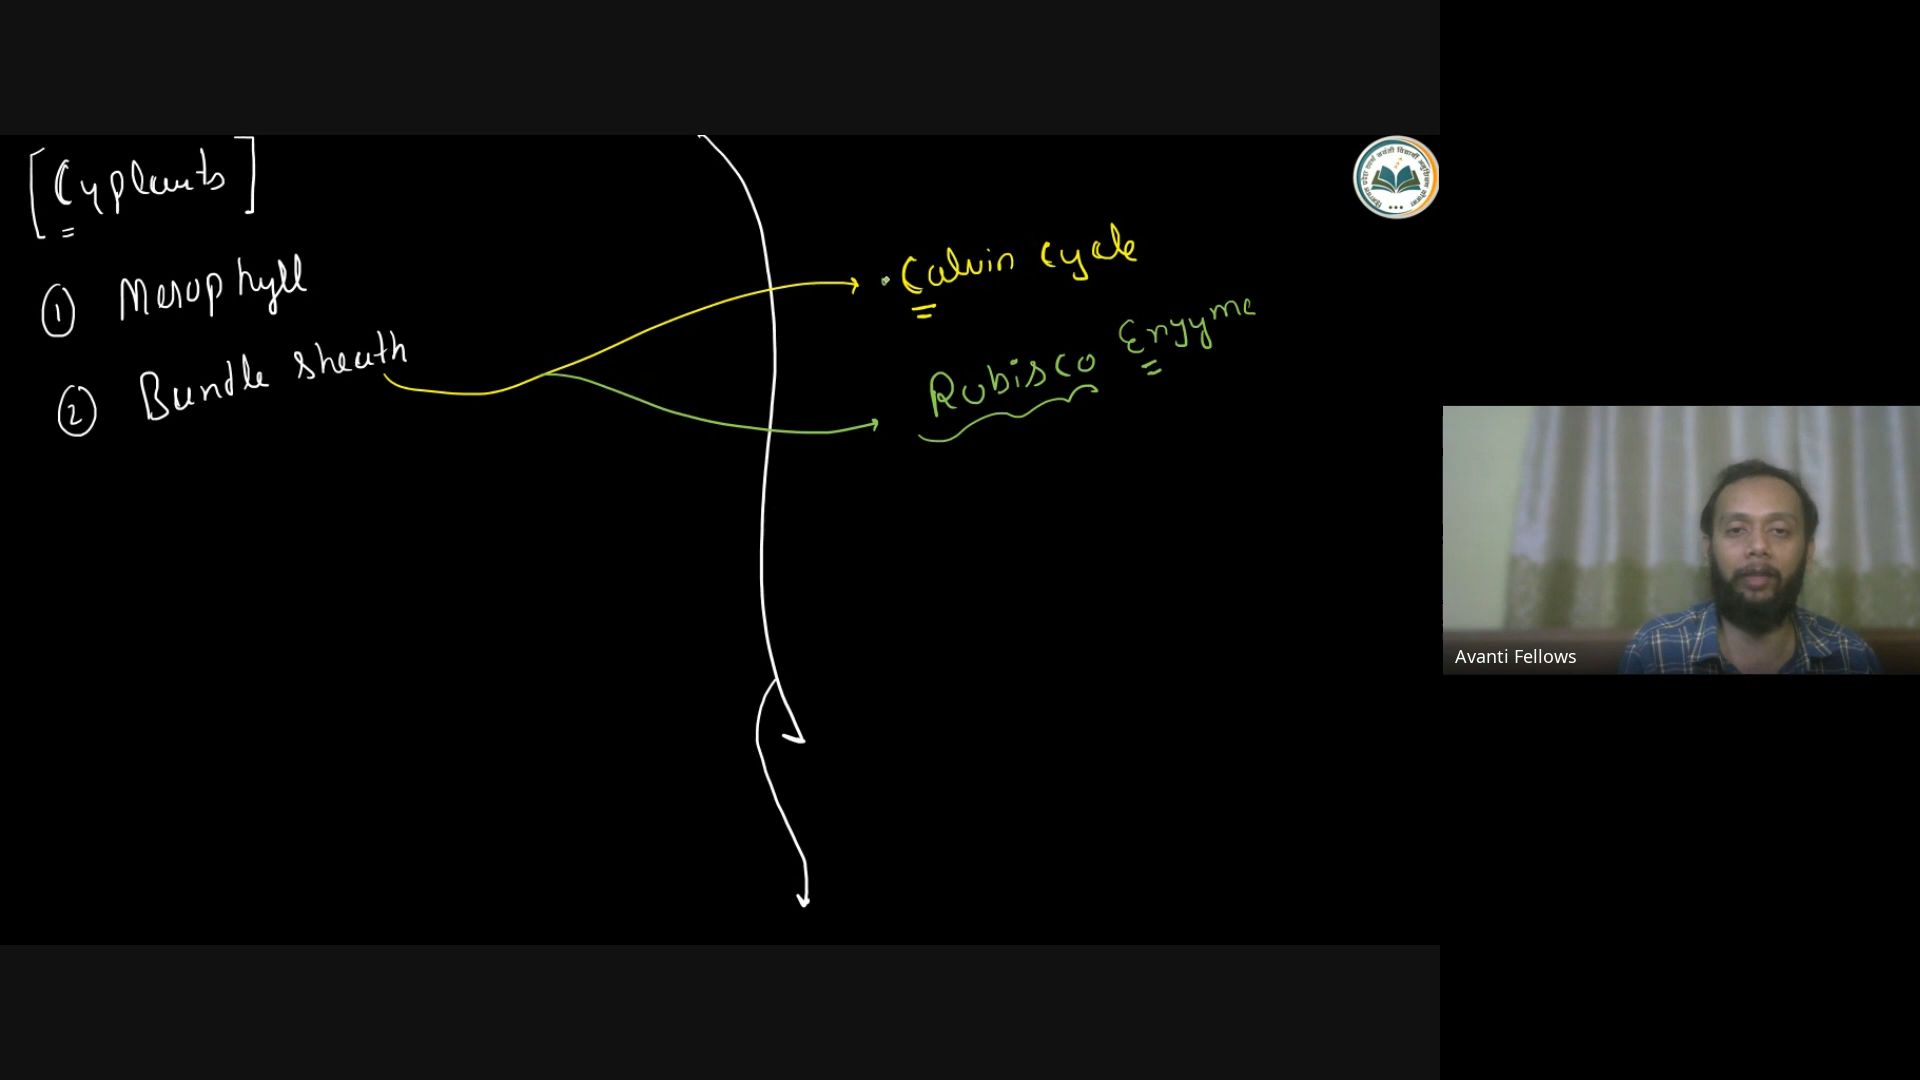 [C4 plants]
① Mesophyll
② Bundle sheath
. Calvin cycle
Rubisco Enzyme
Avanti Fellows